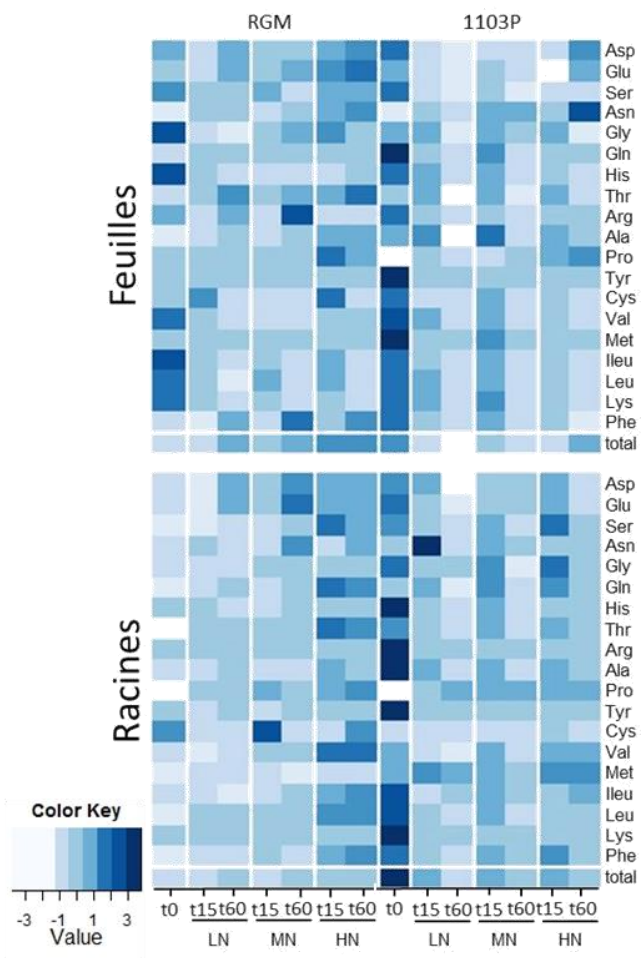 RGM 1103P
Feuilles
Asp
Glu
Ser
Asn
Gly
Gln
His
Thr
Arg
Ala
Pro
Tyr
Cys
Val
Met
Ileu
Leu
Lys
Phe
total
Racines
Asp
Glu
Ser
Asn
Gly
Gln
His
Thr
Arg
Ala
Pro
Tyr
Cys
Val
Met
Ileu
Leu
Lys
Phe
total
Color Key
-3 -1 1 3
Value
t0 t15 t60 t15 t60 t15 t60 t0 t15 t60 t15 t60 t15 t60
LN MN HN LN MN HN